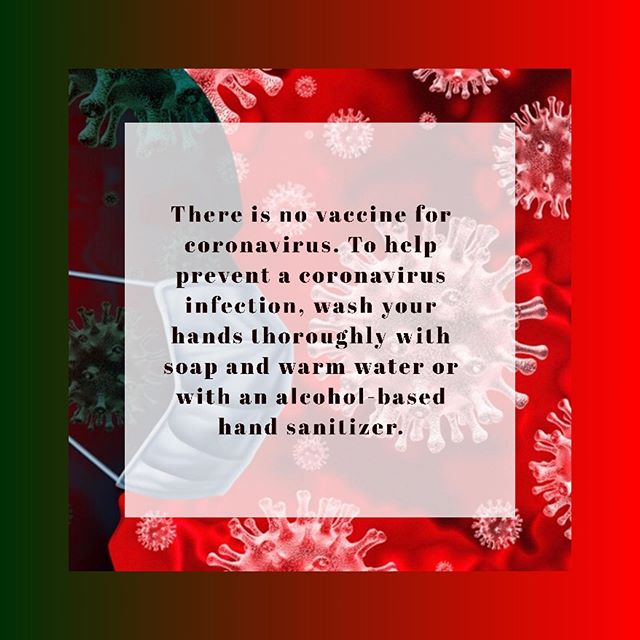 There is no vaccine for
coronavirus. To help
prevent a coronavirus
infection, wash your
hands thoroughly with
soap and warm water or
with an alcohol-based
hand sanitizer.